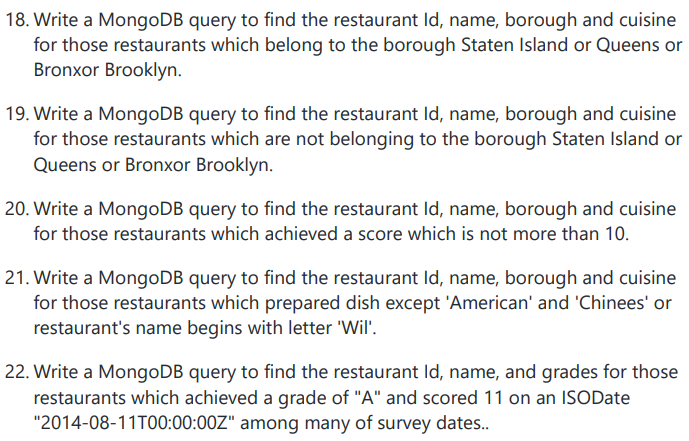 18. Write a MongoDB query to find the restaurant Id, name, borough and cuisine
for those restaurants which belong to the borough Staten Island or Queens or
Bronxor Brooklyn.
19. Write a MongoDB query to find the restaurant Id, name, borough and cuisine
for those restaurants which are not belonging to the borough Staten Island or
Queens or Bronxor Brooklyn.
20. Write a MongoDB query to find the restaurant Id, name, borough and cuisine
for those restaurants which achieved a score which is not more than 10.
21. Write a MongoDB query to find the restaurant Id, name, borough and cuisine
for those restaurants which prepared dish except 'American' and 'Chinees' or
restaurant's name begins with letter 'Wil'.
22. Write a MongoDB query to find the restaurant Id, name, and grades for those
restaurants which achieved a grade of "A" and scored 11 on an ISODate
"2014-08-11T00:00:00Z" among many of survey dates..